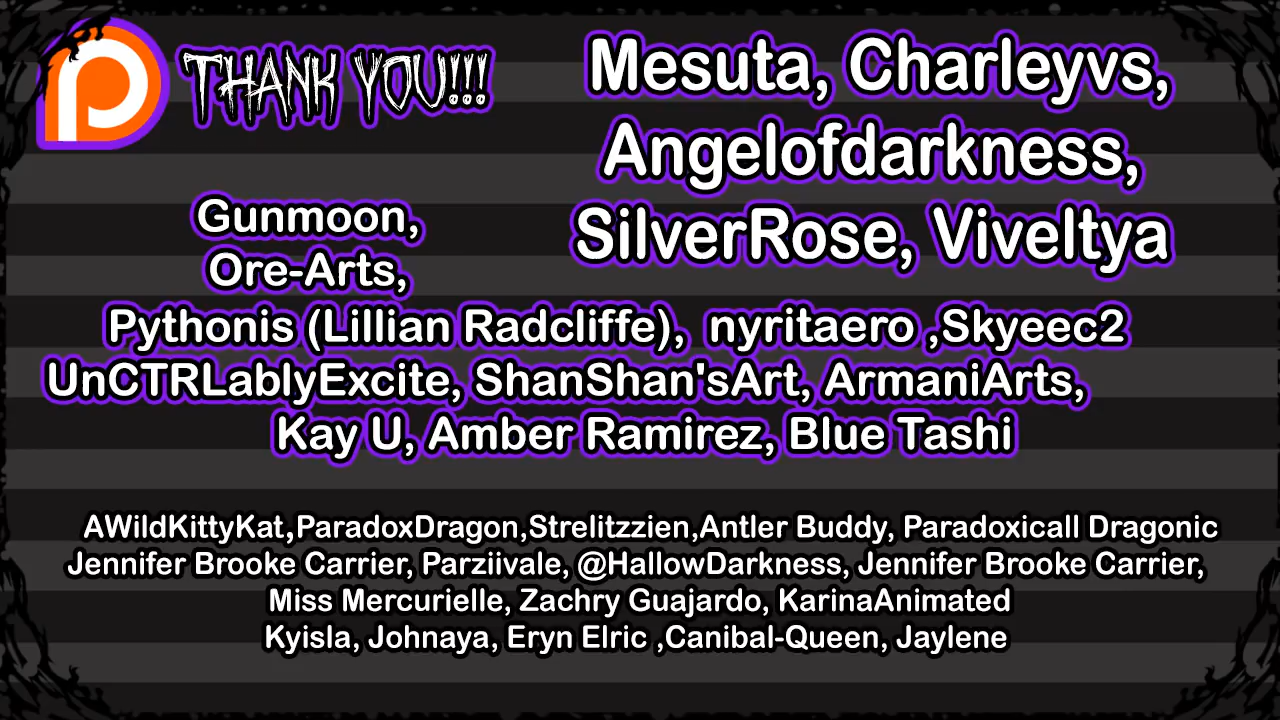 THANK YOU!!!
Mesuta, Charleyvs,
Angelofdarkness,
SilverRose, Viveltya
Gunmoon,
Ore-Arts,
Pythonis (Lillian Radcliffe), nyritaero ,Skyeec2
UnCTRLablyExcite, ShanShan'sArt, ArmaniArts,
Kay U, Amber Ramirez, Blue Tashi
AWildKittyKat,ParadoxDragon,Strelitzzien,Antler Buddy, Paradoxicall Dragonic
Jennifer Brooke Carrier, Parziivale, @HallowDarkness, Jennifer Brooke Carrier,
Miss Mercurielle, Zachry Guajardo, KarinaAnimated
Kyisla, Johnaya, Eryn Elric ,Canibal-Queen, Jaylene